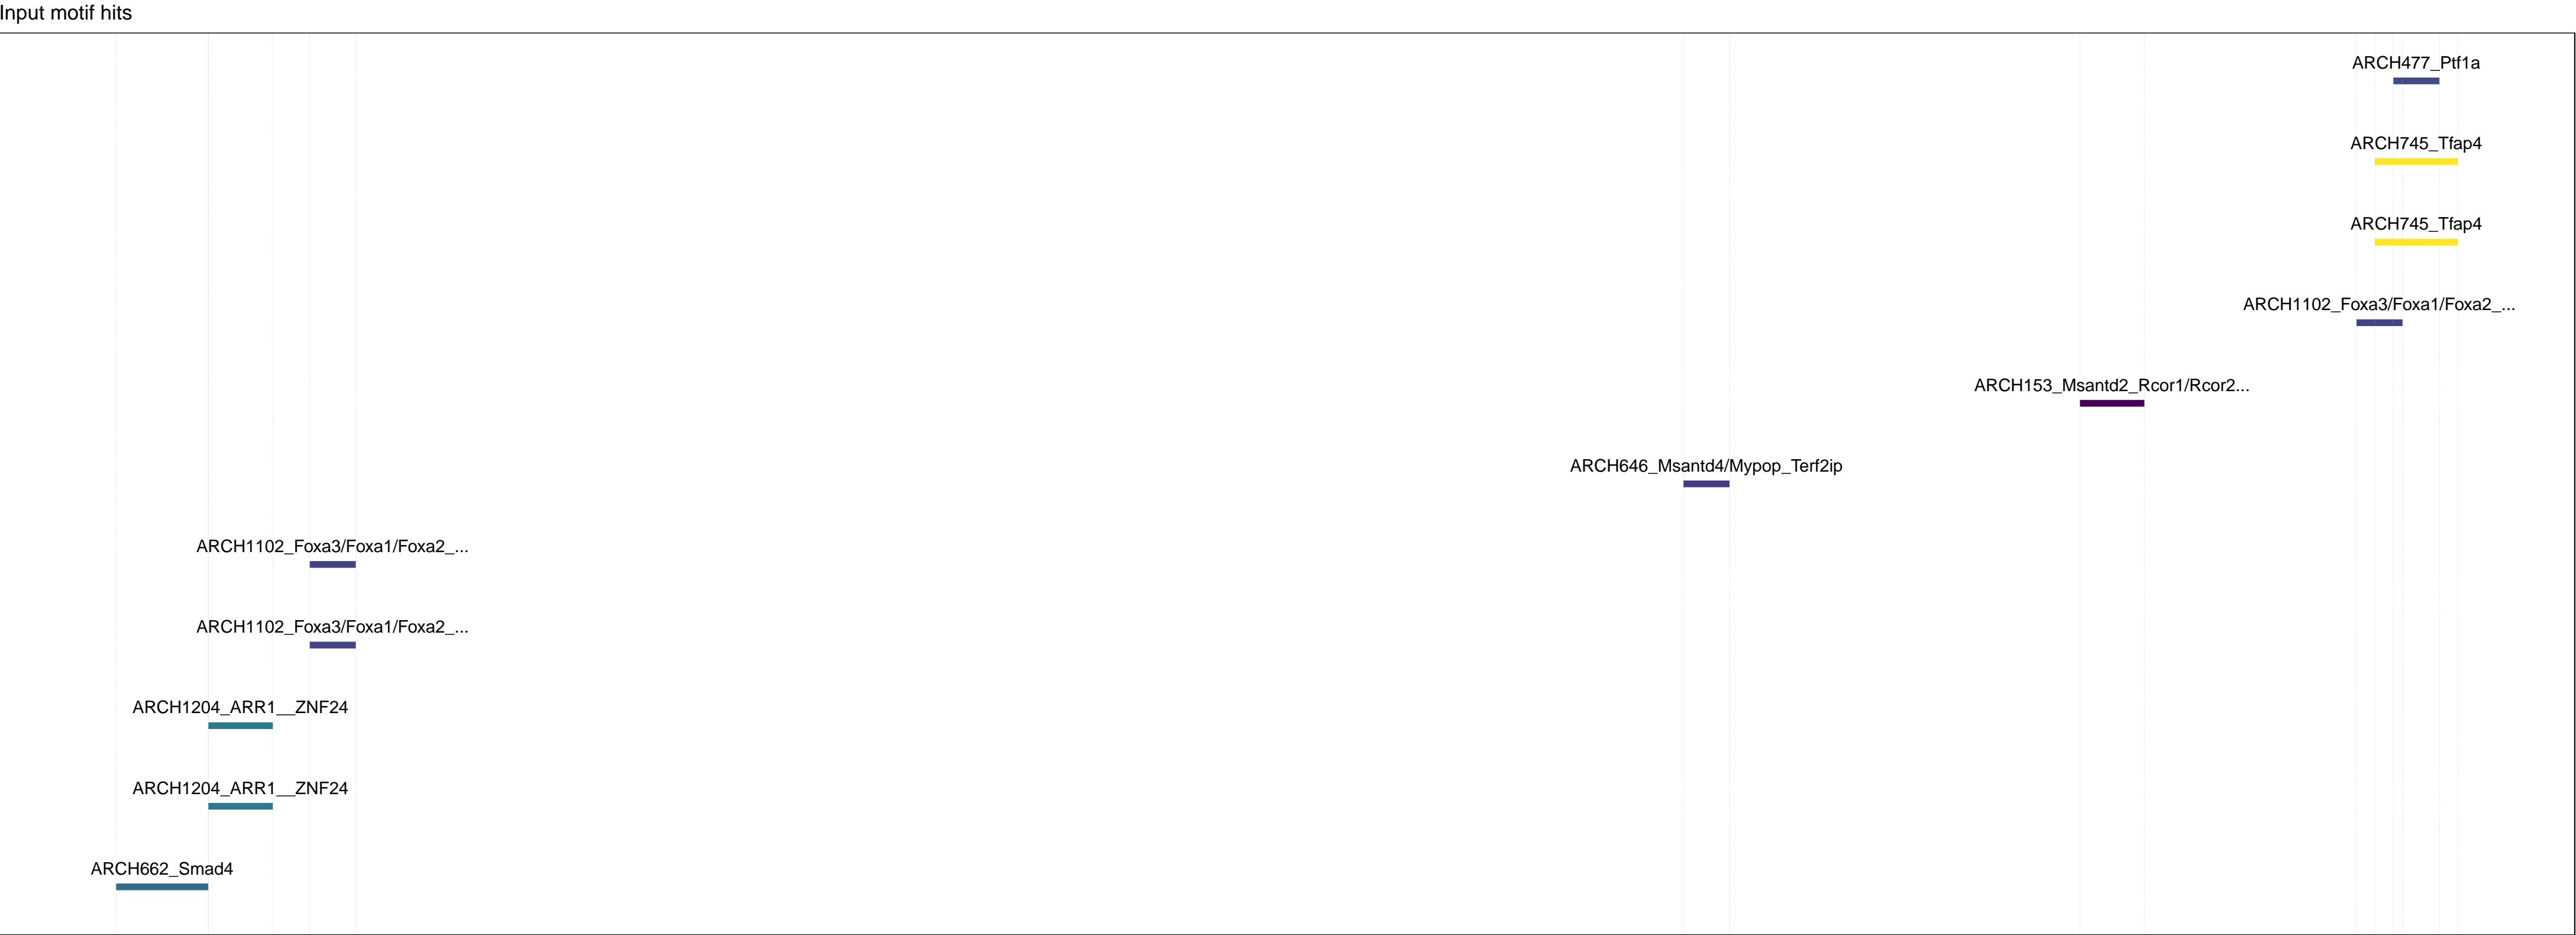 Input motif hits
ARCH477_Ptf1a
ARCH745_Tfap4
ARCH745_Tfap4
ARCH1102_Foxa3/Foxa1/Foxa2_...
ARCH153_Msantd2_Rcor1/Rcor2...
ARCH646_Msantd4/Mypop_Terf2ip
ARCH1102_Foxa3/Foxa1/Foxa2_...
ARCH1102_Foxa3/Foxa1/Foxa2_...
ARCH1204_ARR1__ZNF24
ARCH1204_ARR1__ZNF24
ARCH662_Smad4